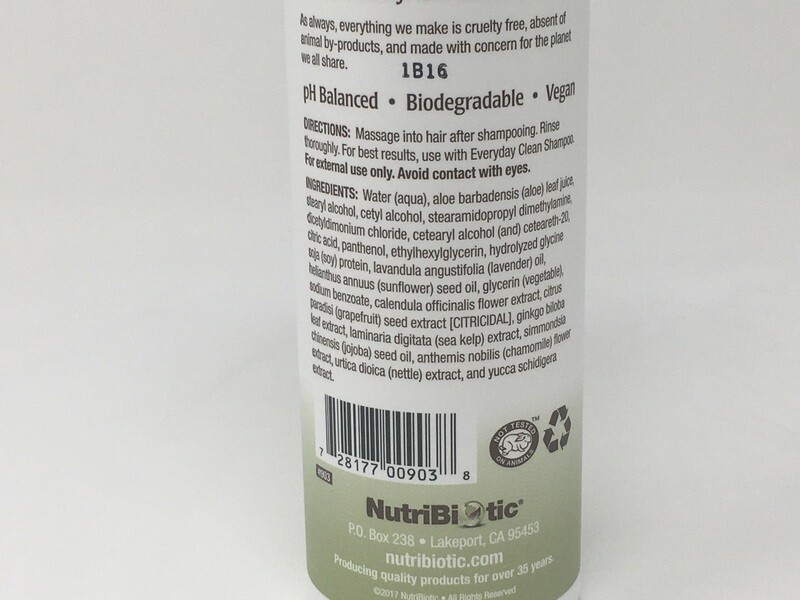 As always, everything we make is cruelty free, absent of
animal by-products, and made with concern for the planet
we all share.
1B16
pH Balanced • Biodegradable • Vegan
DIRECTIONS: Massage into hair after shampooing. Rinse
thoroughly. For best results, use with Everyday Clean Shampoo.
For external use only. Avoid contact with eyes.
INGREDIENTS: Water (aqua), aloe barbadensis (aloe) leaf juice,
stearyl alcohol, cetyl alcohol, stearamidopropyl dimethylamine,
dicetyldimonium chloride, cetearyl alcohol (and) ceteareth-20,
citric acid, panthenol, ethylhexylglycerin, hydrolyzed glycine
soja (soy) protein, lavandula angustifolia (lavender) oil,
helianthus annuus (sunflower) seed oil, glycerin (vegetable),
sodium benzoate, calendula officinalis flower extract, citrus
paradisi (grapefruit) seed extract [CITRICIDAL], ginkgo biloba
leaf extract, laminaria digitata (sea kelp) extract, simmondsia
chinensis (jojoba) seed oil, anthemis nobilis (chamomile) flower
extract, urtica dioica (nettle) extract, and yucca schidigera
extract.
7 28177 00903 8
#903
NOT TESTED
ON ANIMALS
TM
NutriBiotic®
P.O. Box 238 • Lakeport, CA 95453
nutribiotic.com
Producing quality products for over 35 years.
©2017 NutriBiotic • All Rights Reserved